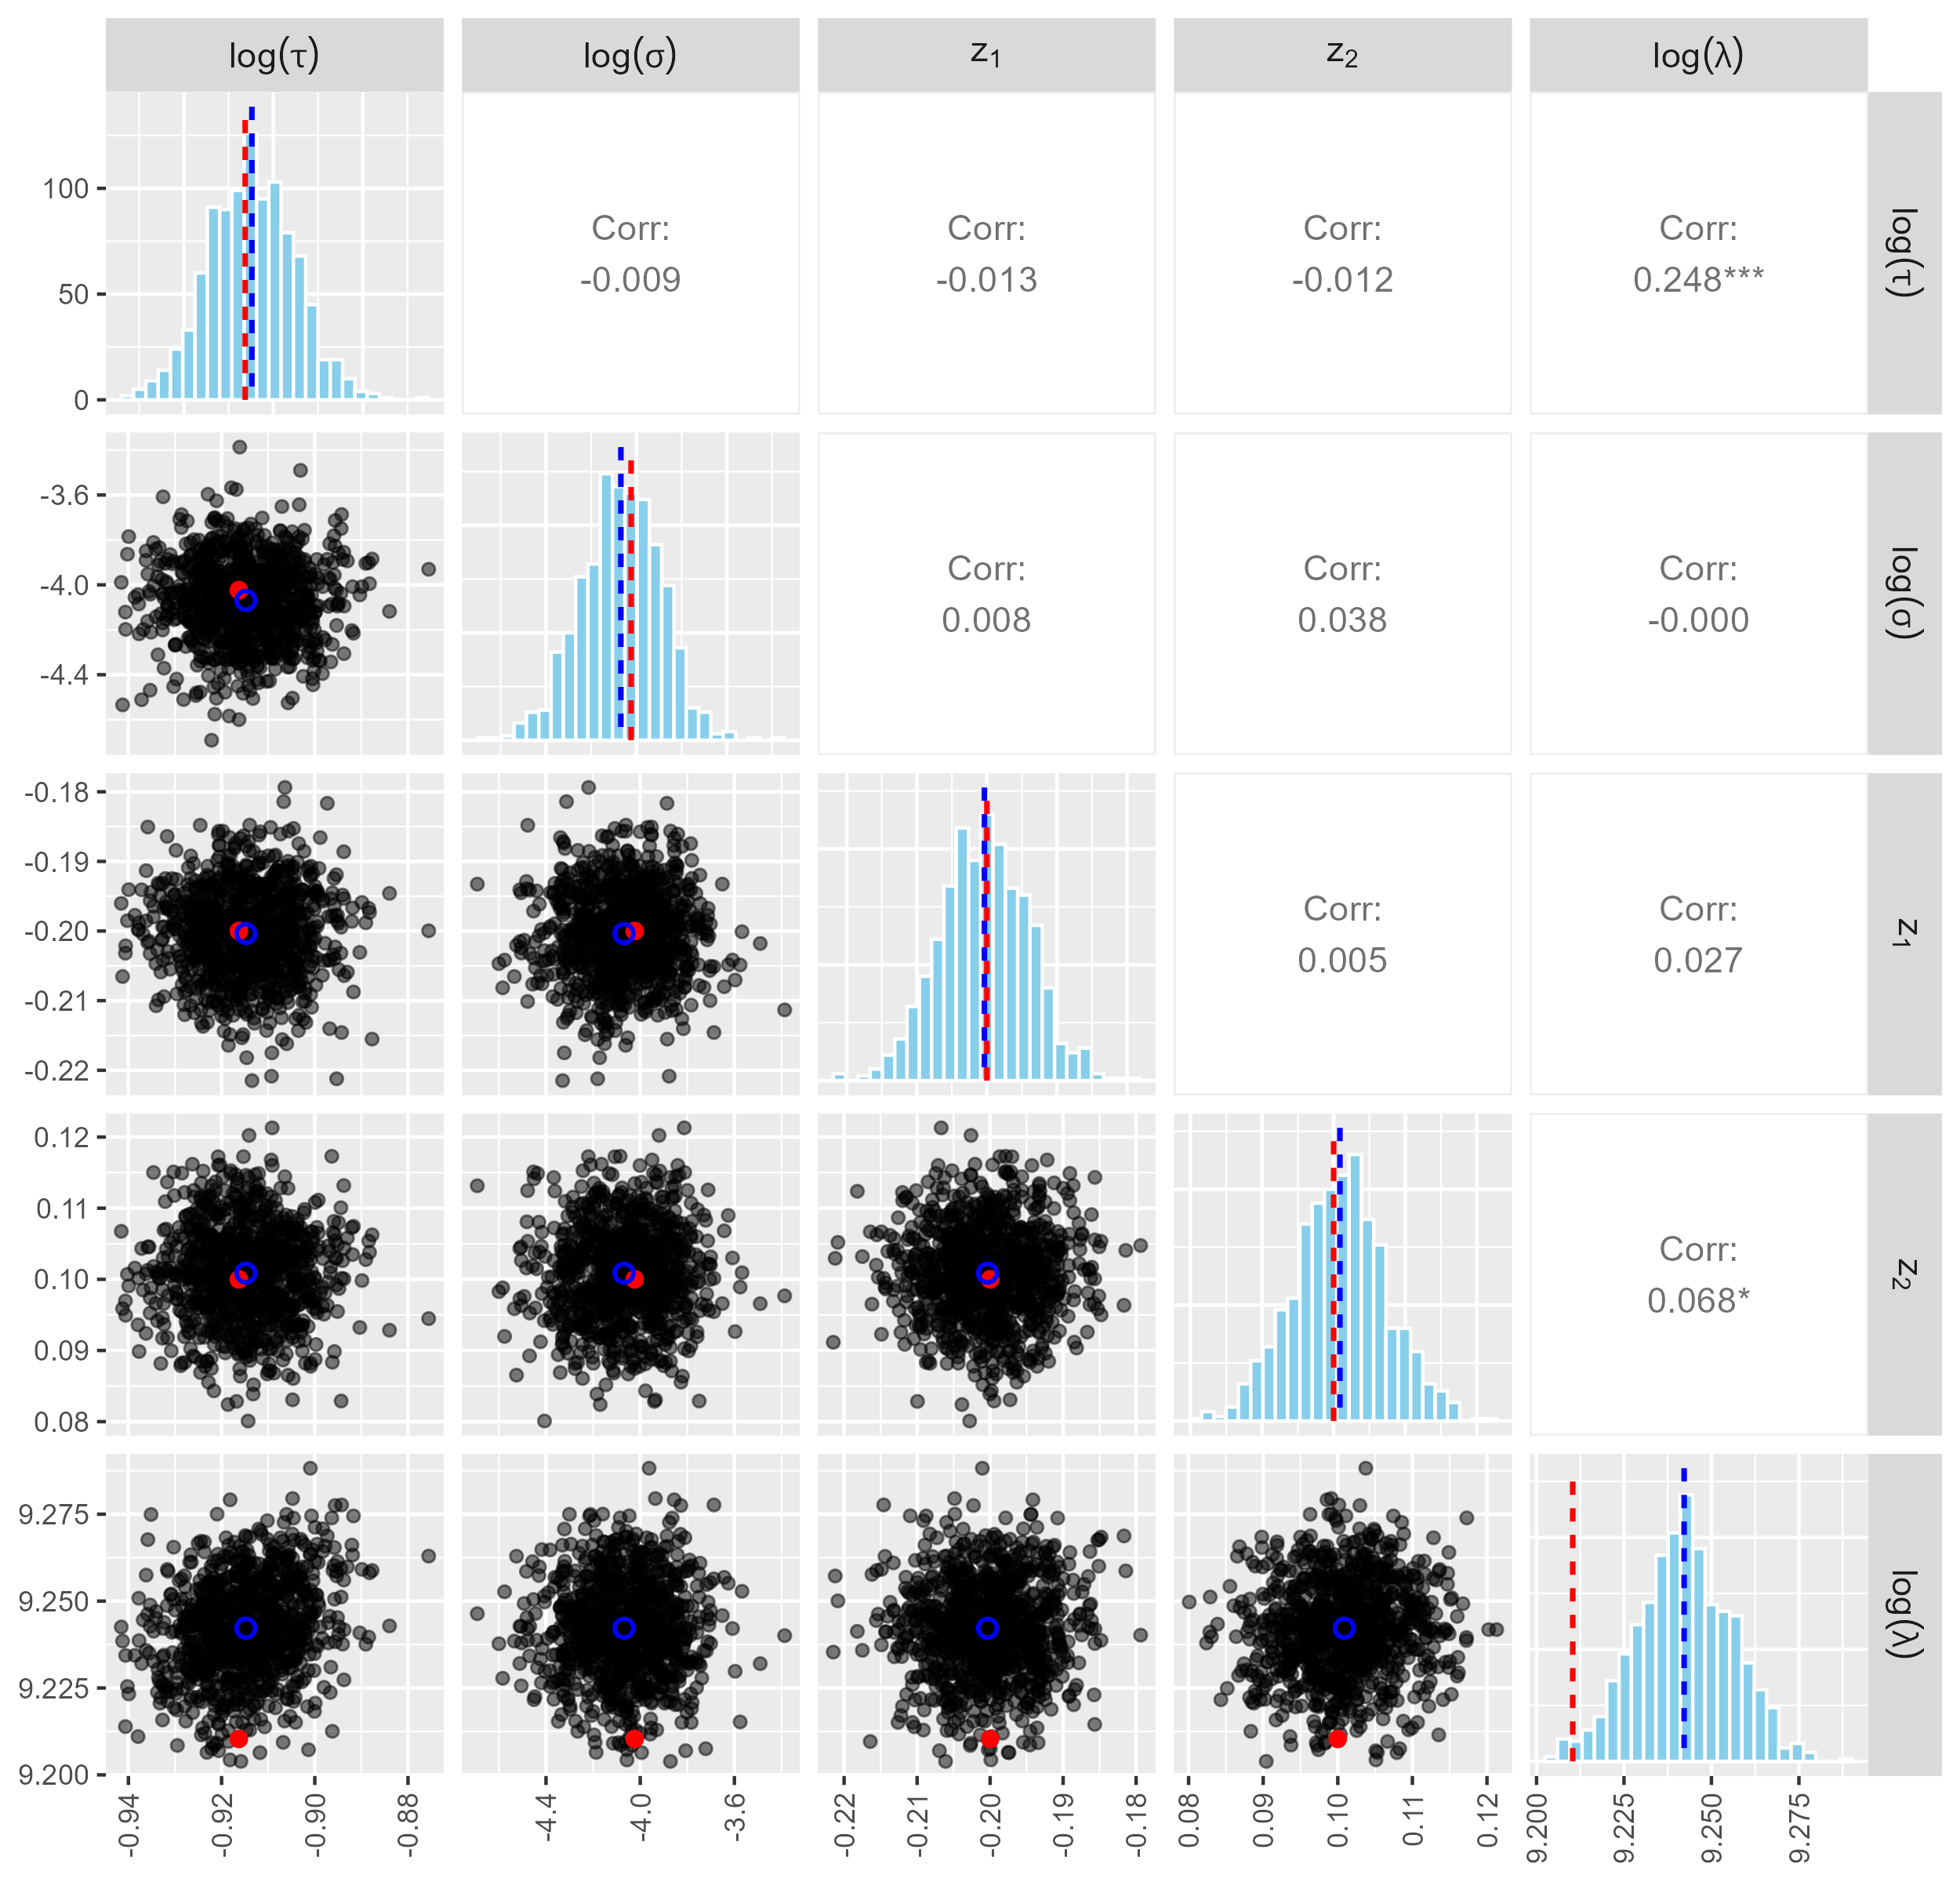 log(τ)
log(σ)
z1
z2
log(λ)
100
50
0
Corr:
-0.009
Corr:
-0.013
Corr:
-0.012
Corr:
0.248***
log(τ)
-3.6
-4.0
-4.4
Corr:
0.008
Corr:
0.038
Corr:
-0.000
log(σ)
-0.18
-0.19
-0.20
-0.21
-0.22
Corr:
0.005
Corr:
0.027
z1
0.12
0.11
0.10
0.09
0.08
Corr:
0.068*
z2
9.275
9.250
9.225
9.200
log(λ)
-0.94
-0.92
-0.90
-0.88
-4.4
-4.0
-3.6
-0.22
-0.21
-0.20
-0.19
-0.18
0.08
0.09
0.10
0.11
0.12
9.200
9.225
9.250
9.275